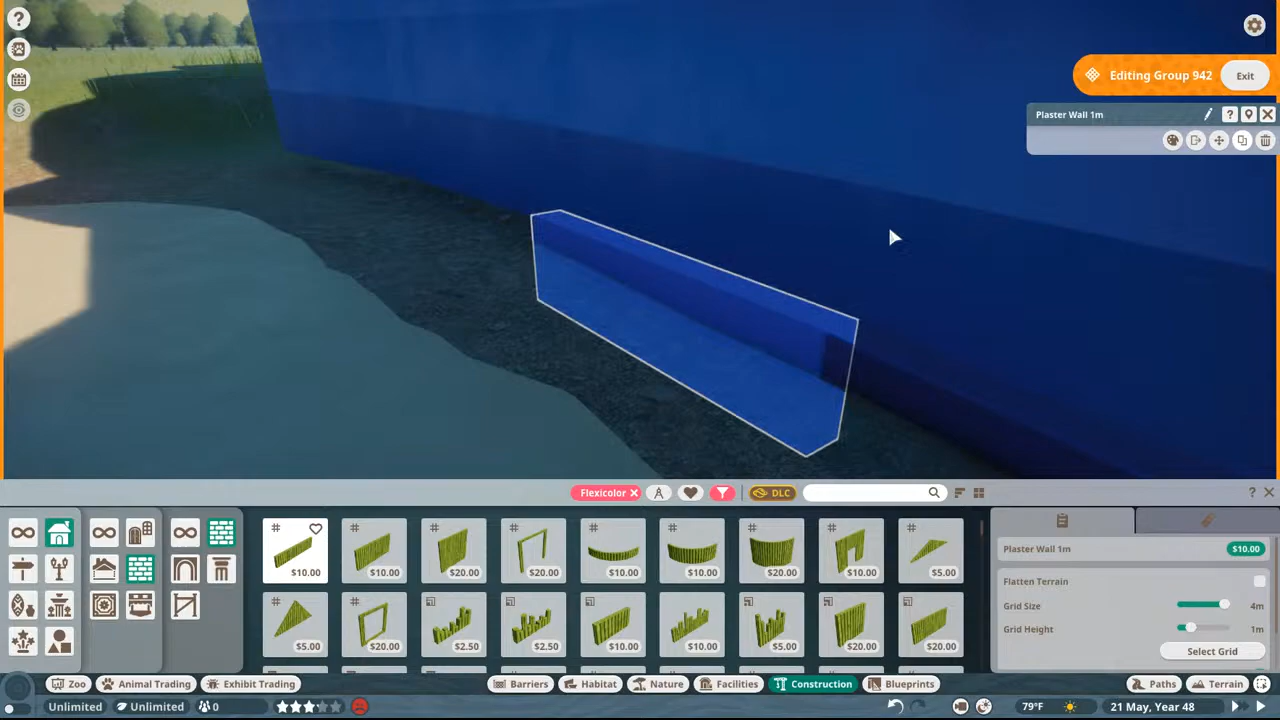 ?
Editing Group 942
Exit
Plaster Wall 1m
?
Flexicolor
DLC
?
$10.00
$10.00
$20.00
$20.00
$10.00
$10.00
$20.00
$10.00
$5.00
$5.00
$20.00
$2.50
$2.50
$10.00
$10.00
$5.00
$20.00
$20.00
Plaster Wall 1m
$10.00
Flatten Terrain
Grid Size
4m
Grid Height
1m
Select Grid
Zoo
Animal Trading
Exhibit Trading
Barriers
Habitat
Nature
Facilities
Construction
Blueprints
Paths
Terrain
Unlimited
Unlimited
0
79°F
21 May, Year 48